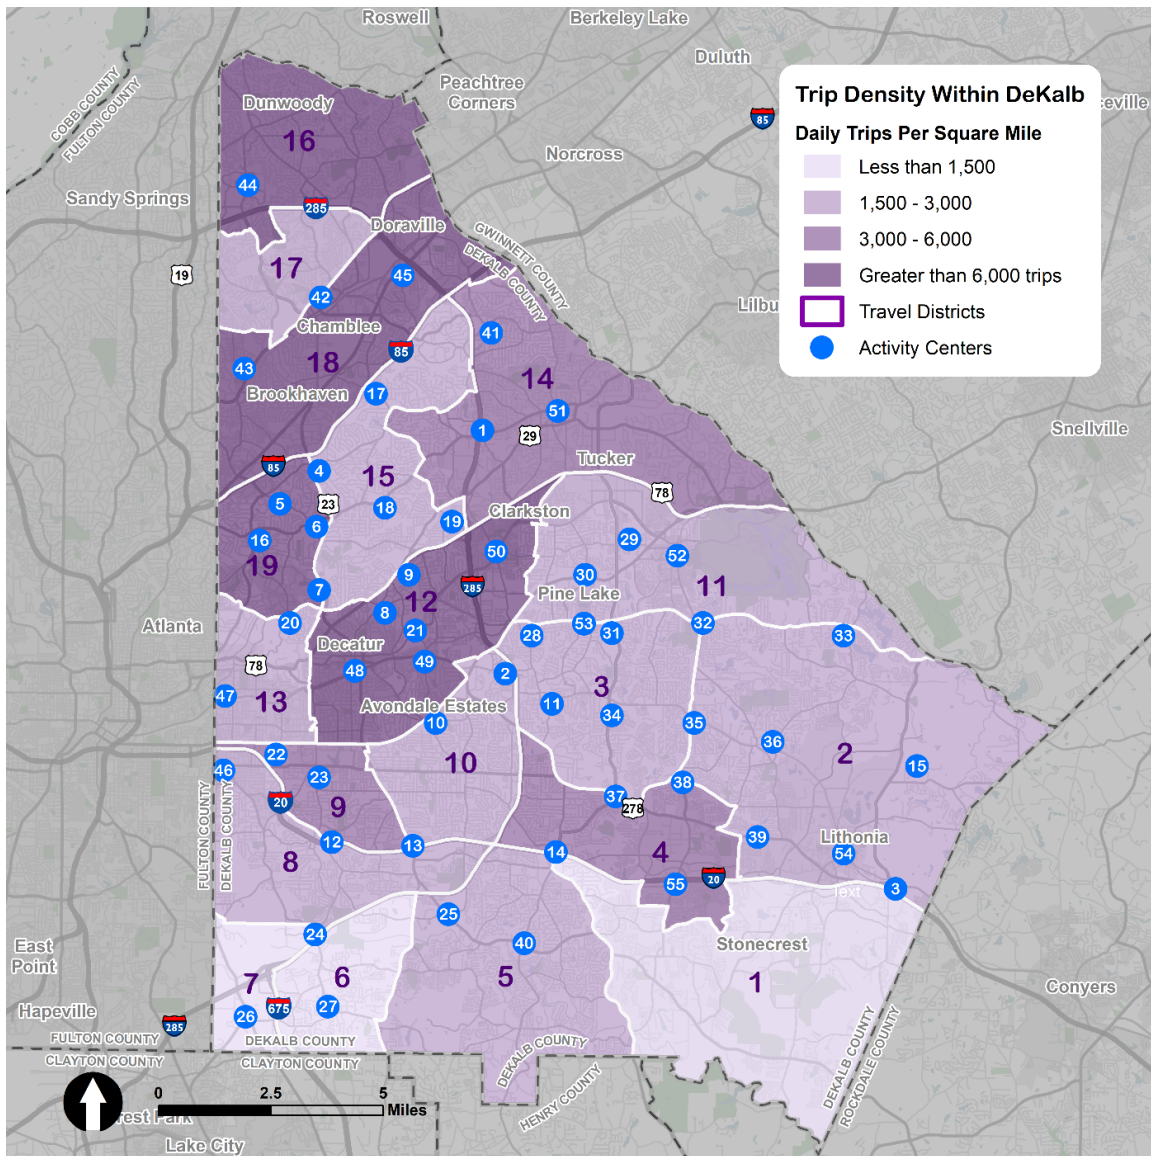 Roswell
Berkeley Lake
Duluth
Peachtree
Corners
COBB COUNTY
FULTON COUNTY
Trip Density Within DeKalb
Daily Trips Per Square Mile
Less than 1,500
1,500 - 3,000
3,000 - 6,000
Greater than 6,000 trips
Travel Districts
Activity Centers
85
Dunwoody
16
Norcross
44
Sandy Springs
285
Doraville
GWINNETT COUNTY
DEKALB COUNTY
17
19
45
42
Lilbu
Chamblee
41
85
18
43
14
Brookhaven
17
51
1
29
Snellville
Tucker
85
4
15
78
5
23
18
Clarkston
19
6
16
29
50
52
19
9
30
11
285
7
12
Pine Lake
8
20
Atlanta
21
53
32
28
31
33
Decatur
49
78
48
2
3
47
13
11
Avondale Estates
34
10
35
36
22
10
2
46
23
15
38
20
9
37
278
FULTON COUNTY
DEKALB COUNTY
12
13
39
Lithonia
8
14
4
54
20
55
3
Text
25
24
40
East
Point
Stonecrest
7
6
5
1
Conyers
Hapeville
26
675
27
285
FULTON COUNTY
DEKALB COUNTY
CLAYTON COUNTY
CLAYTON COUNTY
DEKALB COUNTY
HENRY COUNTY
DEKALB COUNTY
ROCKDALE COUNTY
0
2.5
5
Miles
rest Park
Lake City